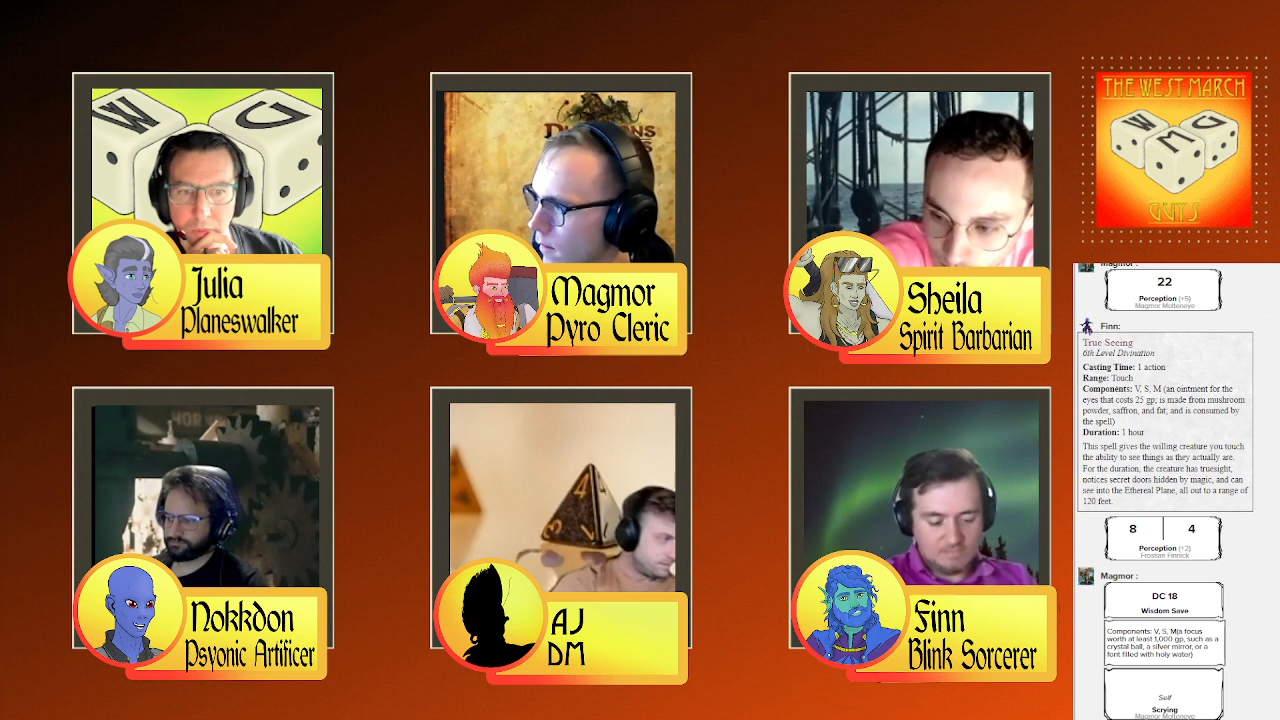 W G
DRAGONS
THE WEST MARCH
W M G
GUYS
Julia
Planeswalker
Magmor
Pyro Cleric
Sheila
Spirit Barbarian
Nokkdon
Psyonic Artificer
4
AJ
DM
Finn
Blink Sorcerer
Magmor :
22
Perception (+5)
Magmor Molteneye
Finn:
True Seeing
6th Level Divination
Casting Time: 1 action
Range: Touch
Components: V, S, M (an ointment for the
eyes that costs 25 gp; is made from mushroom
powder, saffron, and fat; and is consumed by
the spell)
Duration: 1 hour
This spell gives the willing creature you touch
the ability to see things as they actually are.
For the duration, the creature has truesight,
notices secret doors hidden by magic, and can
see into the Ethereal Plane, all out to a range of
120 feet.
8 4
Perception (+2)
Frostian Finnick
Magmor :
DC 18
Wisdom Save
Components: V, S, M(a focus
worth at least 1,000 gp, such as a
crystal ball, a silver mirror, or a
font filled with holy water)
Self
Scrying
Magmor Molteneye